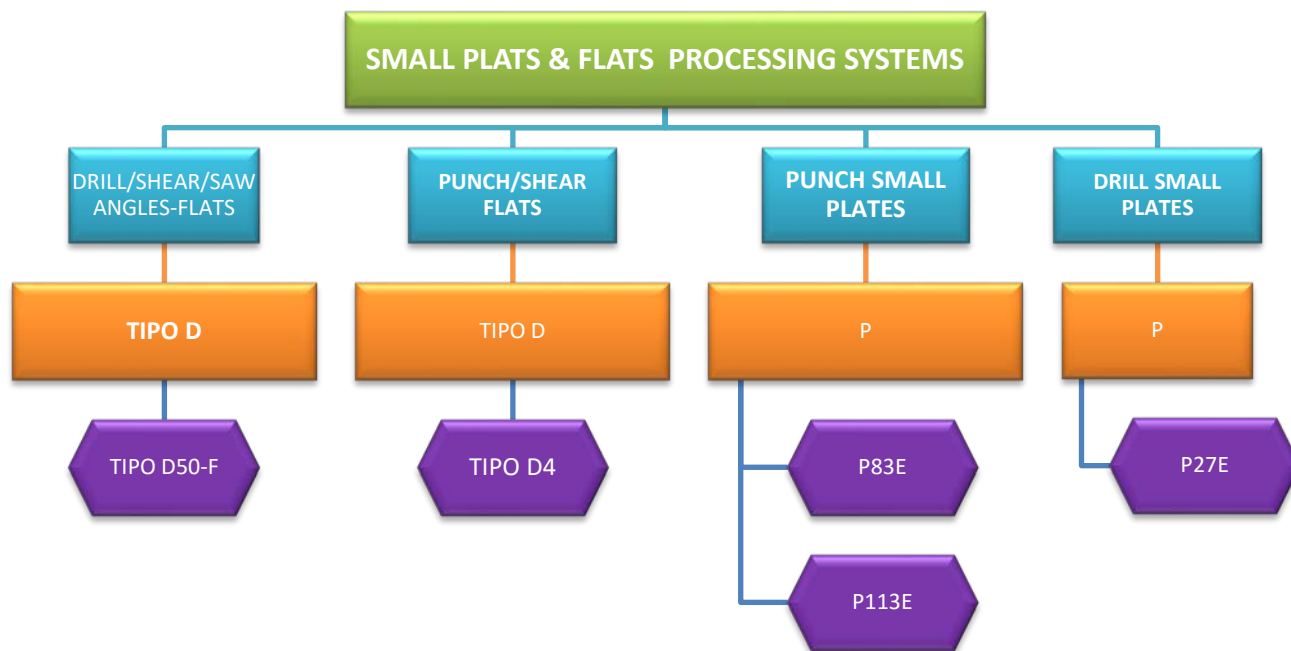 SMALL PLATS & FLATS PROCESSING SYSTEMS
DRILL/SHEAR/SAW
ANGLES-FLATS
PUNCH/SHEAR
FLATS
PUNCH SMALL
PLATES
DRILL SMALL
PLATES
TIPO D
TIPO D
P
P
TIPO D50-F
TIPO D4
P83E
P27E
P113E